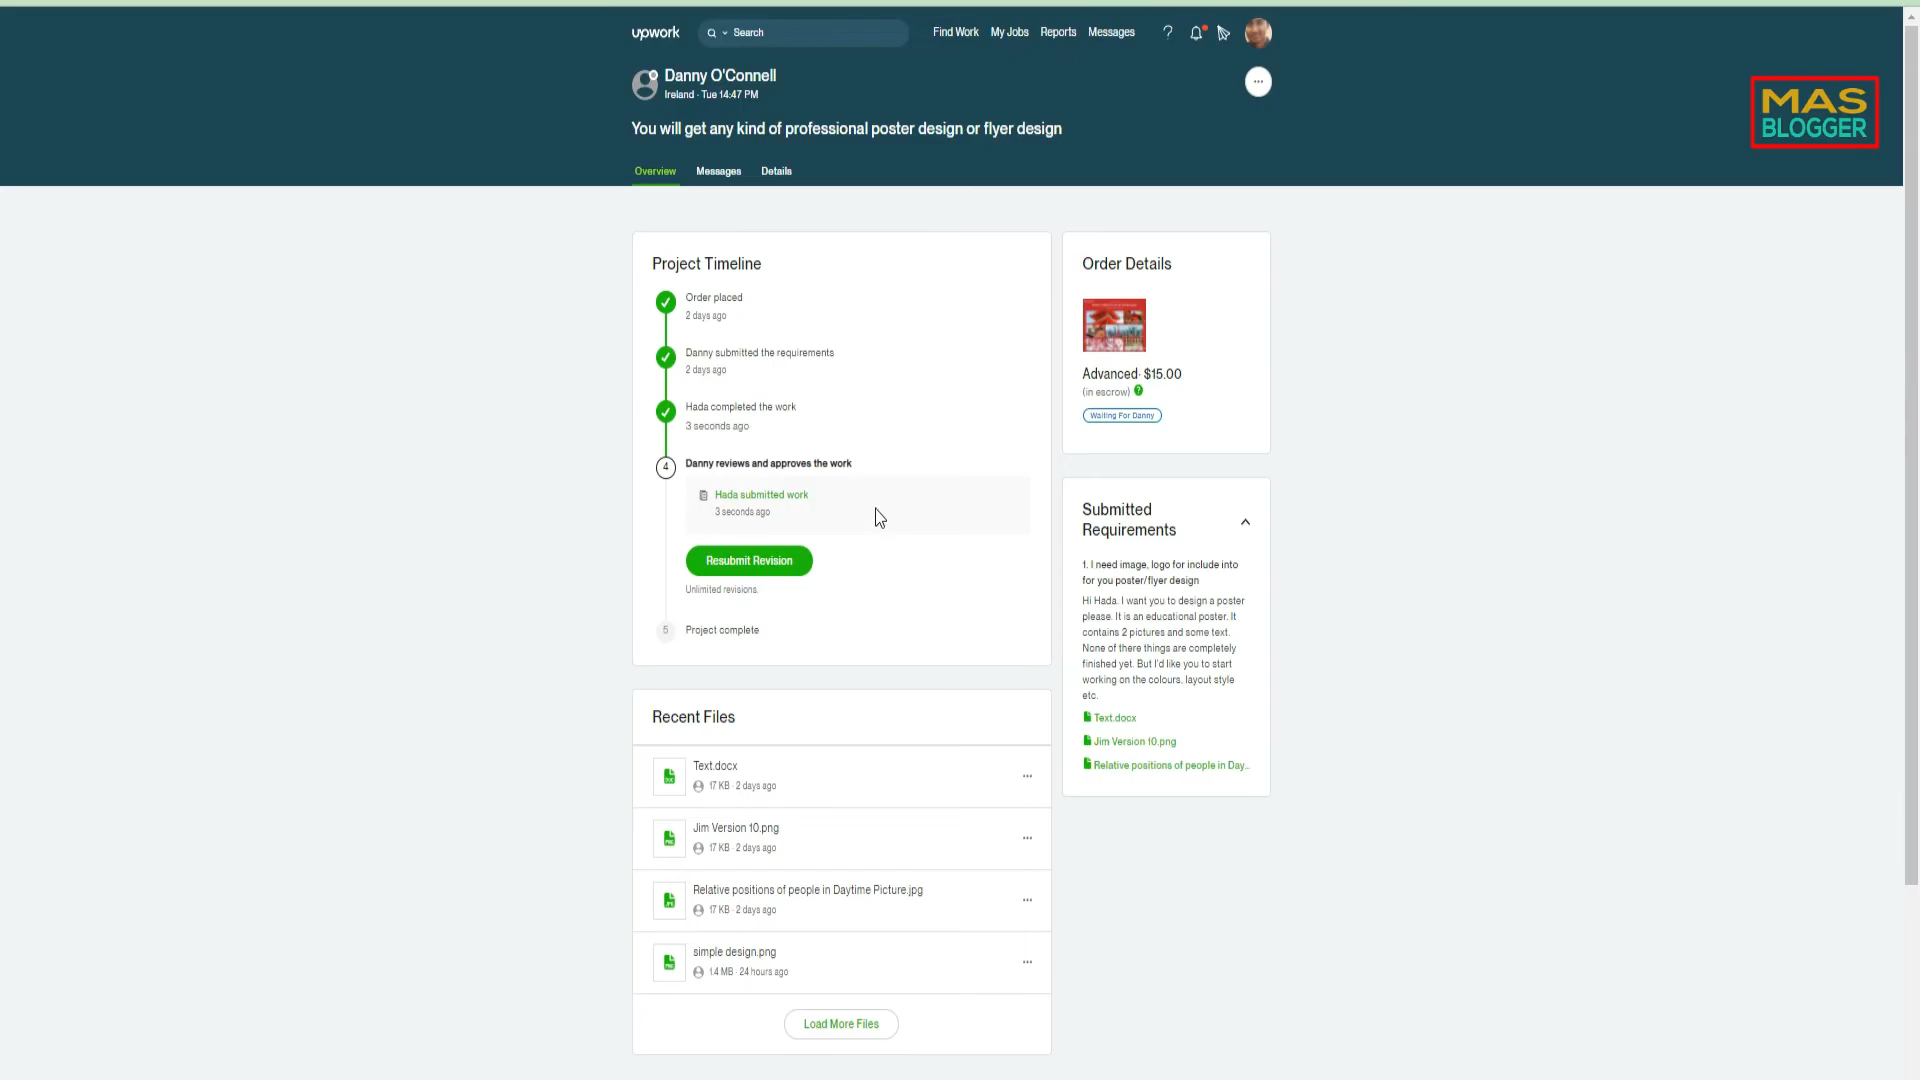 upwork
Search
Find Work
My Jobs
Reports
Messages
?
Danny O'Connell
Ireland · Tue 14:47 PM
MAS
BLOGGER
You will get any kind of professional poster design or flyer design
Overview
Messages
Details
Project Timeline
Order placed
2 days ago
Danny submitted the requirements
2 days ago
Hada completed the work
3 seconds ago
4
Danny reviews and approves the work
Hada submitted work
3 seconds ago
Resubmit Revision
Unlimited revisions.
5
Project complete
Order Details
Advanced· $15.00
(in escrow) ?
Waiting For Danny
Submitted
Requirements
1. I need image, logo for include into
for you poster/flyer design
Hi Hada. I want you to design a poster
please. It is an educational poster. It
contains 2 pictures and some text.
None of there things are completely
finished yet. But I'd like you to start
working on the colours, layout style
etc.
Text.docx
Jim Version 10.png
Relative positions of people in Day...
Recent Files
Text.docx
17 KB · 2 days ago
Jim Version 10.png
17 KB · 2 days ago
Relative positions of people in Daytime Picture.jpg
17 KB · 2 days ago
simple design.png
1.4 MB · 24 hours ago
Load More Files